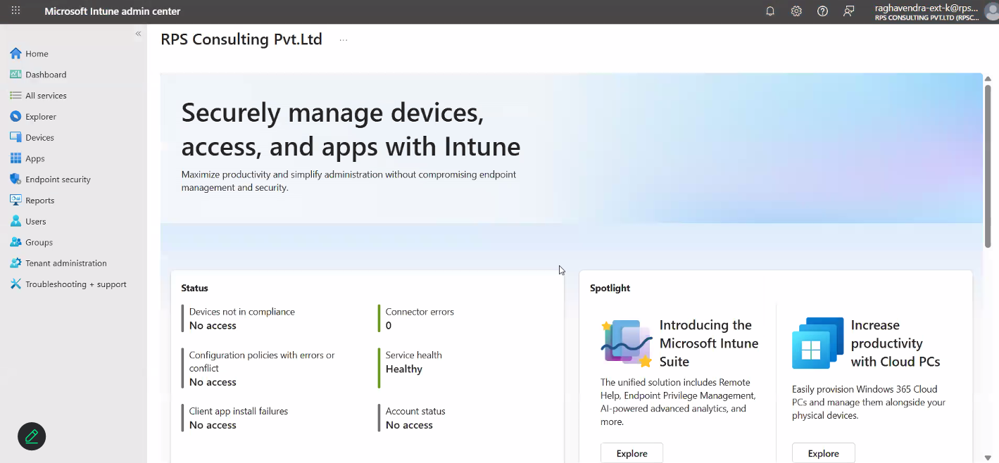 Microsoft Intune admin center
raghavendra-ext-k@rps...
RPS CONSULTING PVT.LTD (RPSC...
«
Home
Dashboard
All services
Explorer
Devices
Apps
Endpoint security
Reports
Users
Groups
Tenant administration
Troubleshooting + support
RPS Consulting Pvt.Ltd ...
Securely manage devices,
access, and apps with Intune
Maximize productivity and simplify administration without compromising endpoint
management and security.
Status
Devices not in compliance
No access
Connector errors
0
Configuration policies with errors or
conflict
No access
Service health
Healthy
Client app install failures
No access
Account status
No access
Spotlight
Introducing the
Microsoft Intune
Suite
The unified solution includes Remote
Help, Endpoint Privilege Management,
AI-powered advanced analytics, and
more.
Explore
Increase
productivity
with Cloud PCs
Easily provision Windows 365 Cloud
PCs and manage them alongside your
physical devices.
Explore